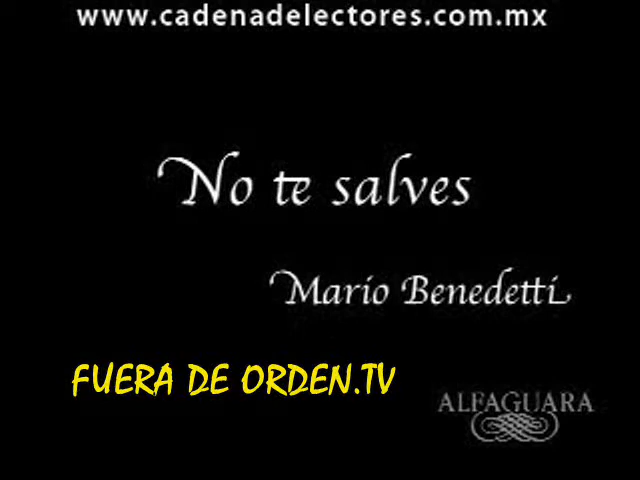 www.cadenadelectores.com.mx
No te salves
Mario Benedetti
FUERA DE ORDEN.TV
ALFAGUARA